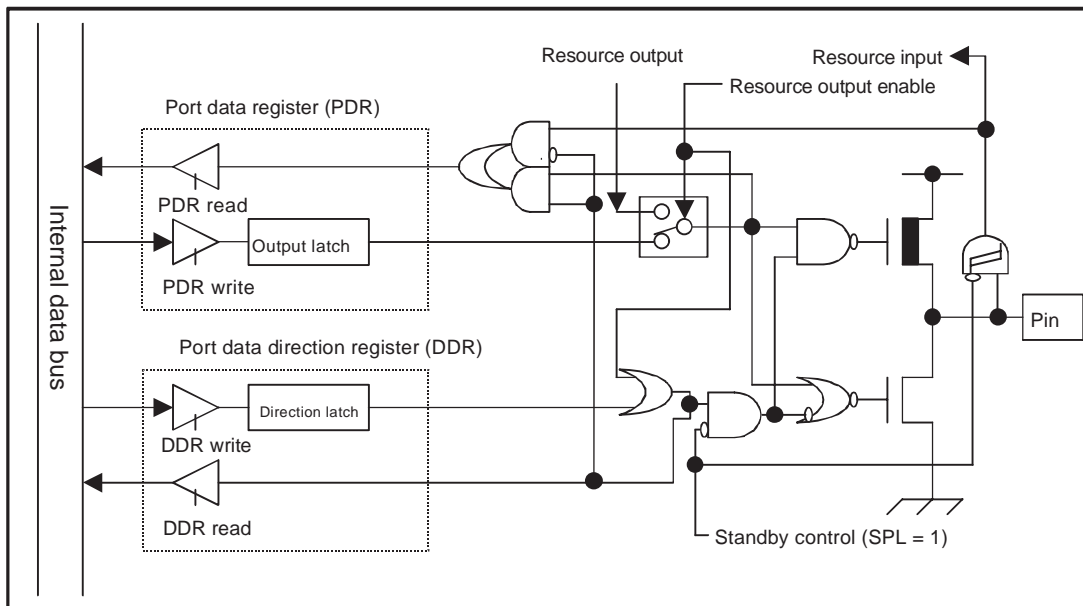 Resource output
Resource input
Resource output enable
Port data register (PDR)
PDR read
Output latch
PDR write
Internal data bus
Pin
Port data direction register (DDR)
Direction latch
DDR write
DDR read
Standby control (SPL = 1)